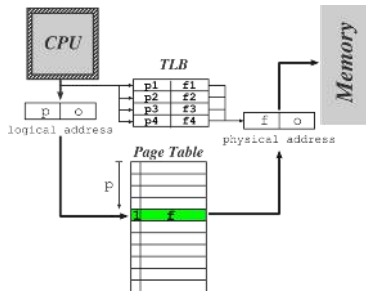 CPU
TLB
p1 f1
p2 f2
p3 f3
p4 f4
Memory
p o
logical address
f o
physical address
Page Table
p
1 f